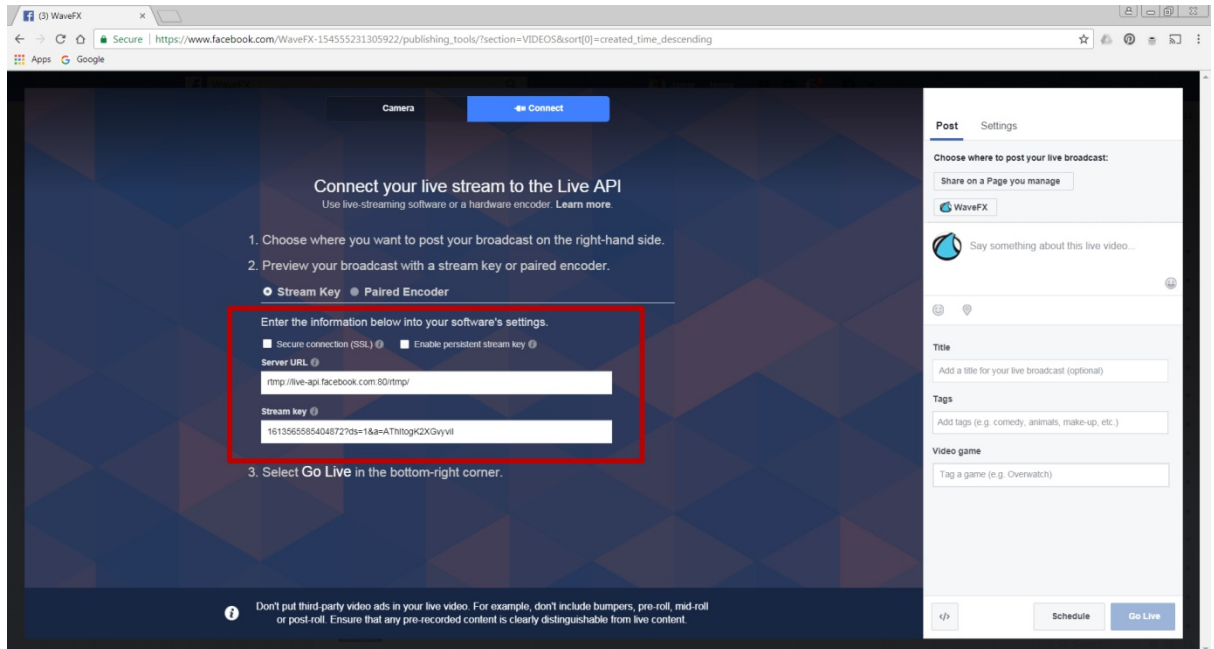 (3) WaveFX
Secure | https://www.facebook.com/WaveFX-154555231305922/publishing_tools/?section=VIDEOS&sort[0]=created_time_descending
Apps Google
Camera Connect
Connect your live stream to the Live API
Use live-streaming software or a hardware encoder. Learn more.
1. Choose where you want to post your broadcast on the right-hand side.
2. Preview your broadcast with a stream key or paired encoder.
Stream Key Paired Encoder
Enter the information below into your software's settings.
Secure connection (SSL) Enable persistent stream key
Server URL
rtmp://live-api.facebook.com:80/rtmp/
Stream key
1613565585404872?ds=1&a=AThItogK2XGvyvil
3. Select Go Live in the bottom-right corner.
Don't put third-party video ads in your live video. For example, don't include bumpers, pre-roll, mid-roll
or post-roll. Ensure that any pre-recorded content is clearly distinguishable from live content.
Post Settings
Choose where to post your live broadcast:
Share on a Page you manage
WaveFX
Say something about this live video...
Title
Add a title for your live broadcast (optional)
Tags
Add tags (e.g. comedy, animals, make-up, etc.)
Video game
Tag a game (e.g. Overwatch)
</> Schedule Go Live